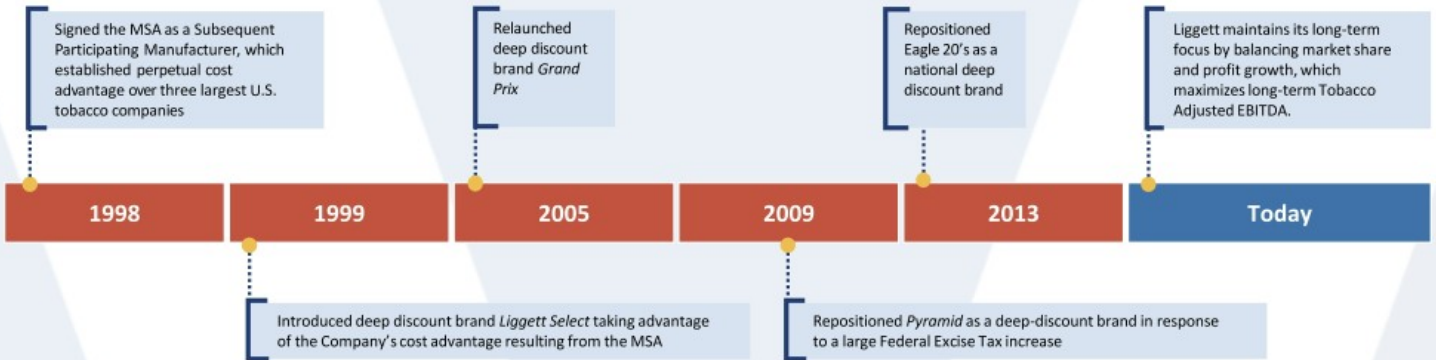 Signed the MSA as a Subsequent
Participating Manufacturer, which
established perpetual cost
advantage over three largest U.S.
tobacco companies
Relaunched
deep discount
brand Grand
Prix
Repositioned
Eagle 20's as a
national deep
discount brand
Liggett maintains its long-term
focus by balancing market share
and profit growth, which
maximizes long-term Tobacco
Adjusted EBITDA.
1998
1999
2005
2009
2013
Today
Introduced deep discount brand Liggett Select taking advantage
of the Company's cost advantage resulting from the MSA
Repositioned Pyramid as a deep-discount brand in response
to a large Federal Excise Tax increase